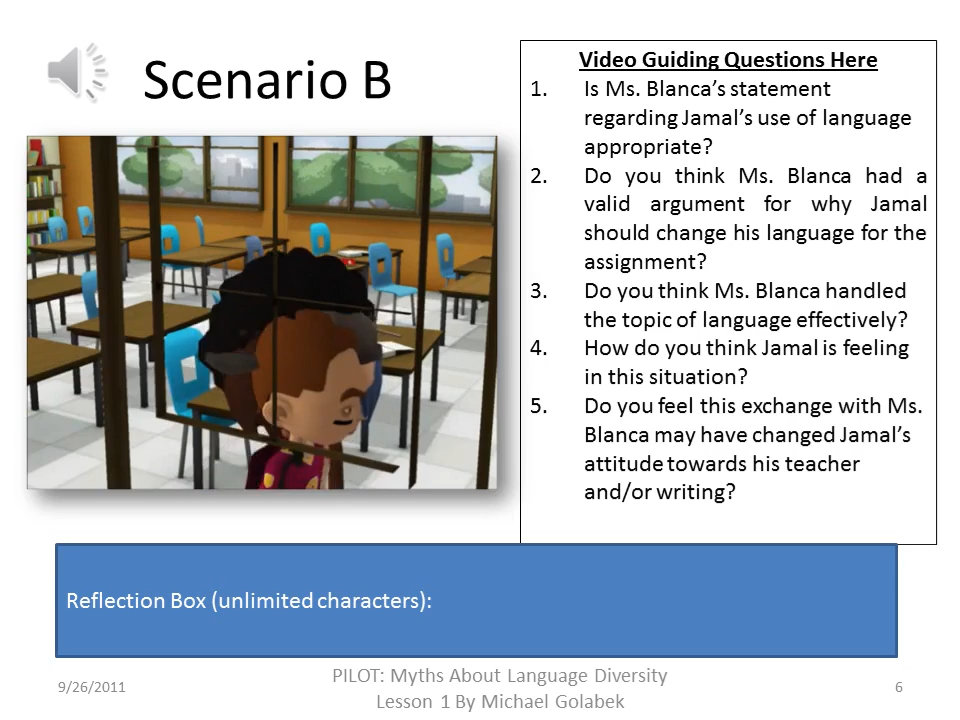 Scenario B
Video Guiding Questions Here
1. Is Ms. Blanca’s statement
regarding Jamal’s use of language
appropriate?
2. Do you think Ms. Blanca had a
valid argument for why Jamal
should change his language for the
assignment?
3. Do you think Ms. Blanca handled
the topic of language effectively?
4. How do you think Jamal is feeling
in this situation?
5. Do you feel this exchange with Ms.
Blanca may have changed Jamal’s
attitude towards his teacher
and/or writing?
Reflection Box (unlimited characters):
9/26/2011
PILOT: Myths About Language Diversity
Lesson 1 By Michael Golabek
6